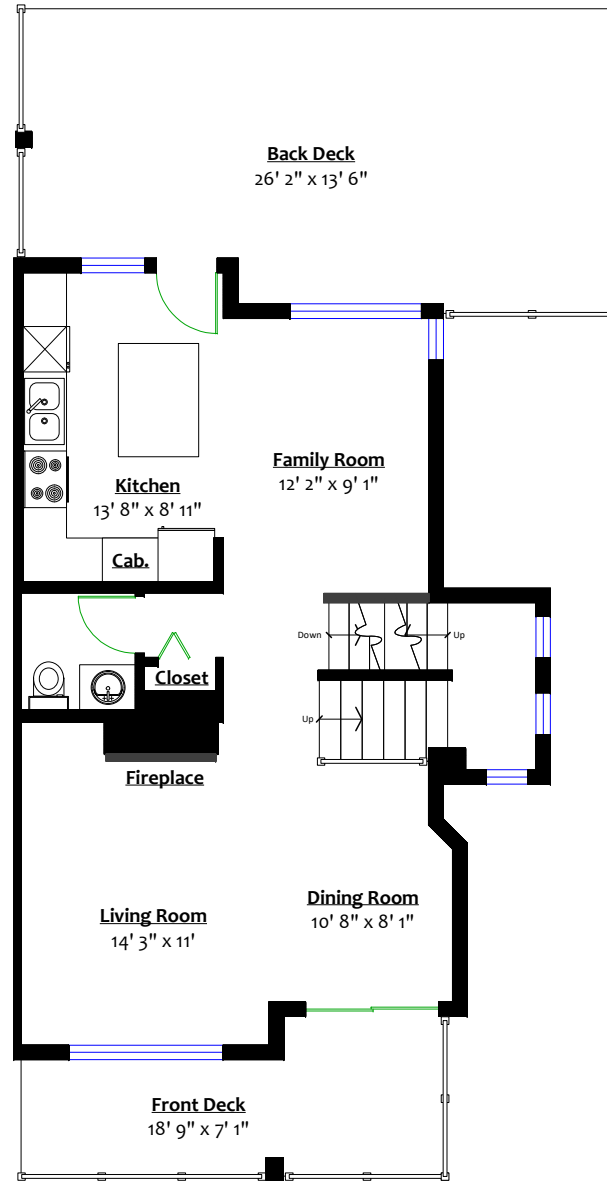 Back Deck
26' 2" x 13' 6"
Family Room
12' 2" x 9' 1"
Kitchen
13' 8" x 8' 11"
Cab.
Down
Up
Closet
Up
Fireplace
Dining Room
10' 8" x 8' 1"
Living Room
14' 3" x 11'
Front Deck
18' 9" x 7' 1"